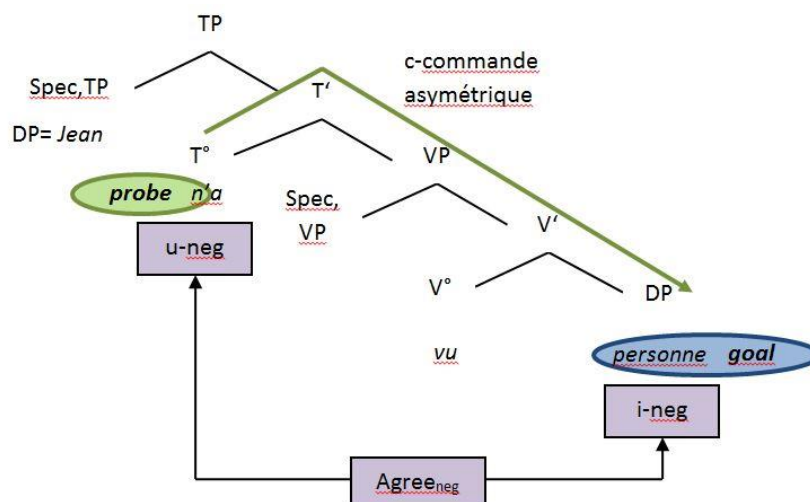 TP
c-commande
asymétrique
Spec,TP
T‘
DP= Jean
T°
VP
probe n’a
Spec,
VP
V‘
u-neg
V°
DP
vu
personne goal
i-neg
Agreeneg